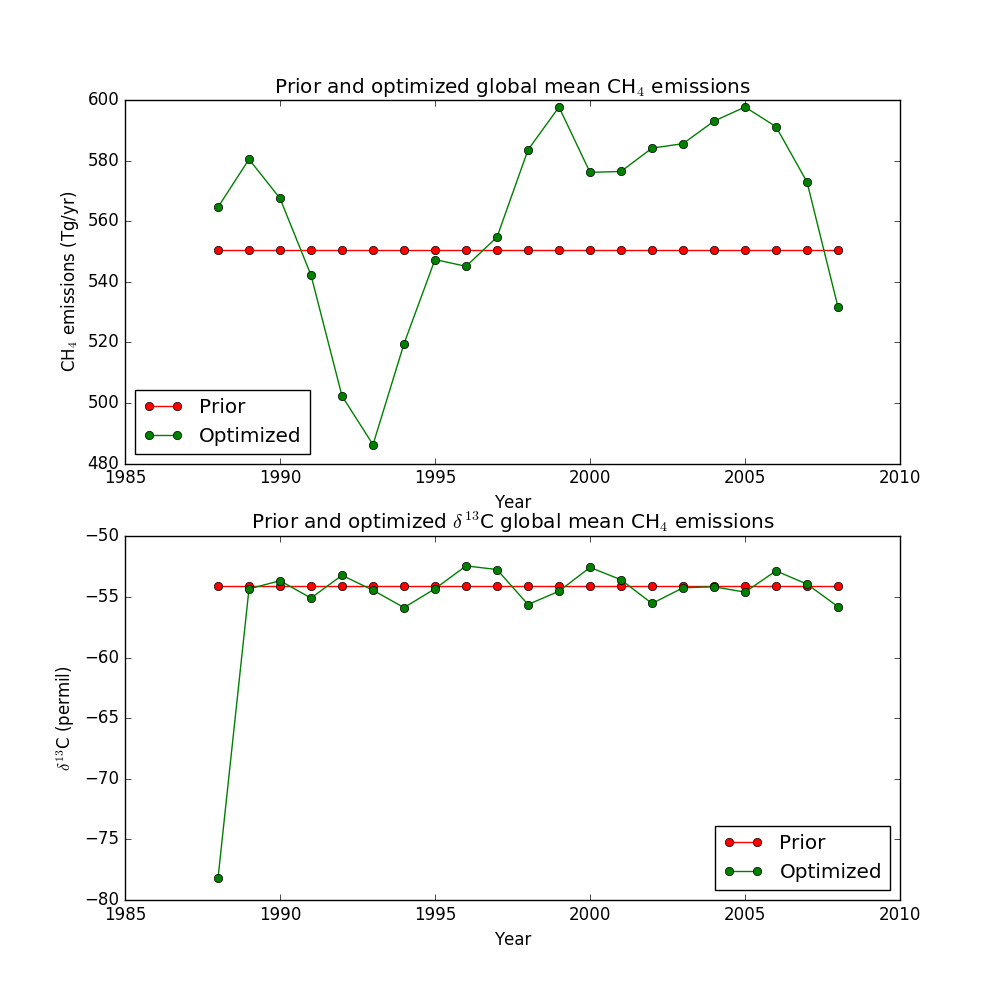 Prior and optimized global mean CH₄ emissions
600
580
560
540
520
500
480
CH₄ emissions (Tg/yr)
Prior
Optimized
1985 1990 1995 2000 2005 2010
Year
Prior and optimized δ¹³C global mean CH₄ emissions
−50
−55
−60
−65
−70
−75
−80
δ¹³C (permil)
Prior
Optimized
1985 1990 1995 2000 2005 2010
Year